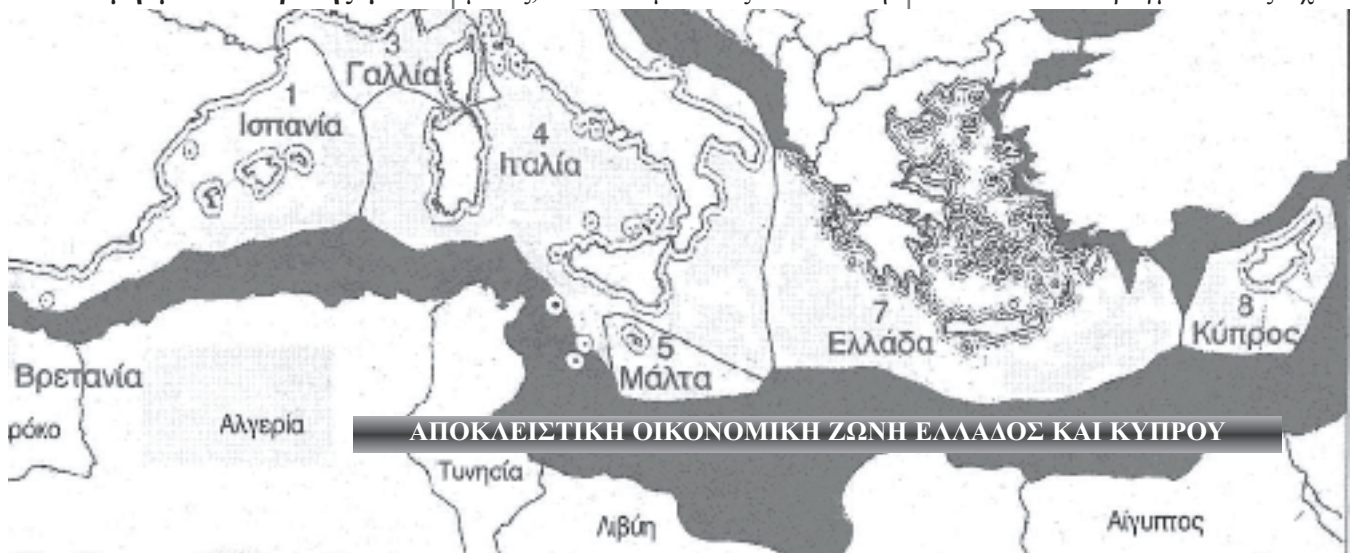 3
Γαλλία
1
Ισπανία
4
Ιταλία
7
Ελλάδα
8
Κύπρος
5
Μάλτα
Βρετανία
ρόκο
Αλγερία
ΑΠΟΚΛΕΙΣΤΙΚΗ ΟΙΚΟΝΟΜΙΚΗ ΖΩΝΗ ΕΛΛΑΔΟΣ ΚΑΙ ΚΥΠΡΟΥ
Τυνησία
Λιβύη
Αίγυπτος